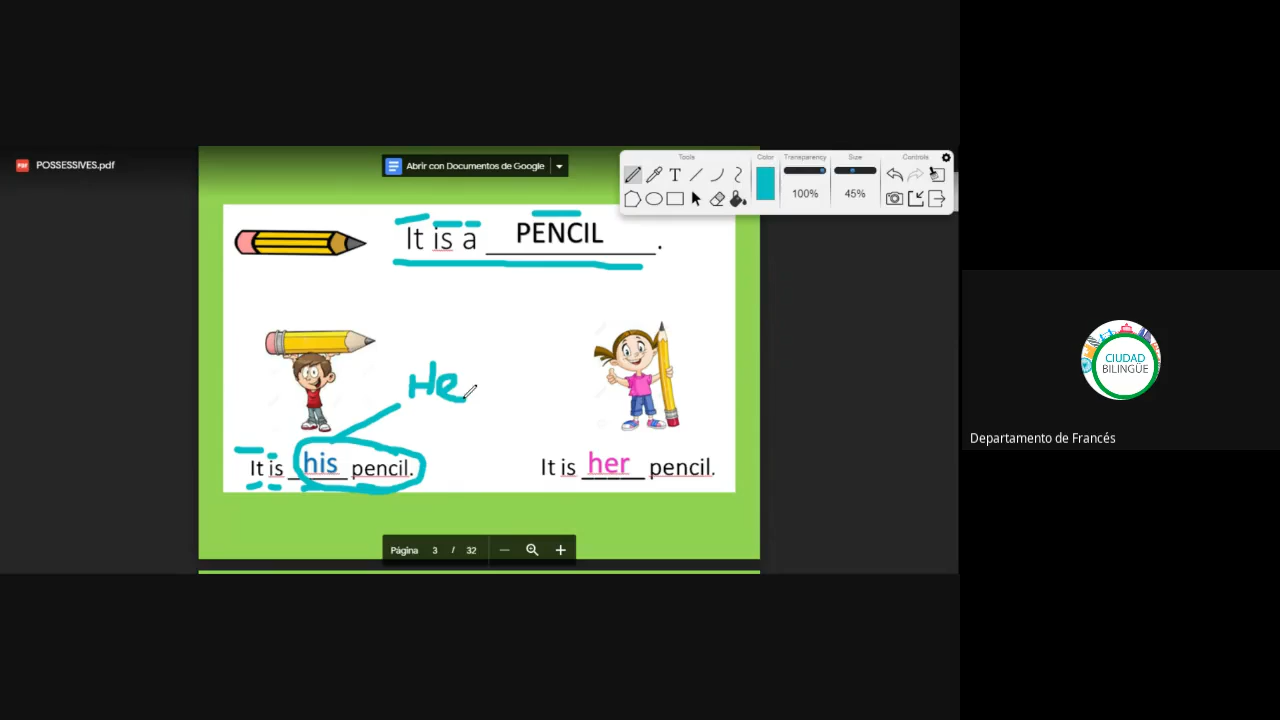 POSSESSIVES.pdf
Abrir con Documentos de Google
Tools
Color
Transparency
Size
Controls
100%
45%
It is a PENCIL.
He
It is his pencil.
It is her pencil.
Página 3 / 32
CIUDAD
BILINGÜE
Departamento de Francés